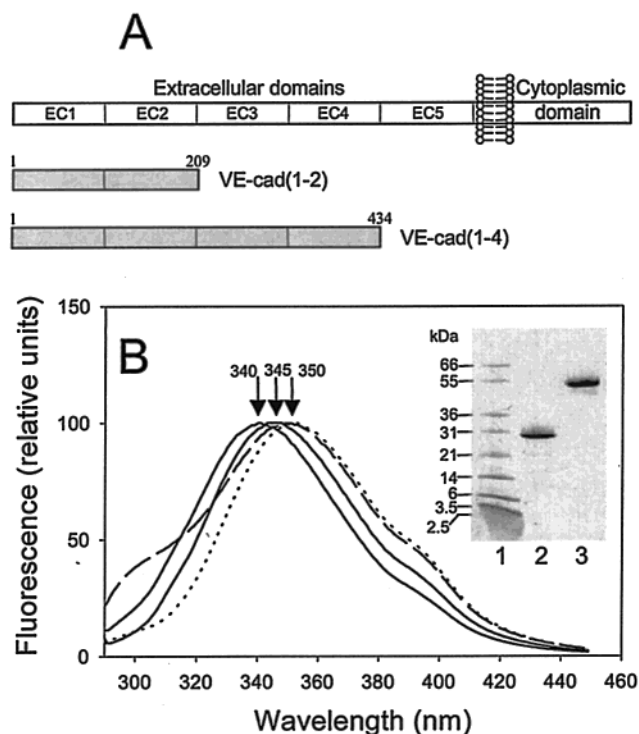 A
Extracellular domains
Cytoplasmic
EC1 EC2 EC3 EC4 EC5 domain
1 209
VE-cad(1-2)
1 434
VE-cad(1-4)
B
Fluorescence (relative units)
150
100
50
0
340 345 350
kDa
66
55
36
31
21
14
6
3.5
2.5
1 2 3
300 320 340 360 380 400 420 440 460
Wavelength (nm)